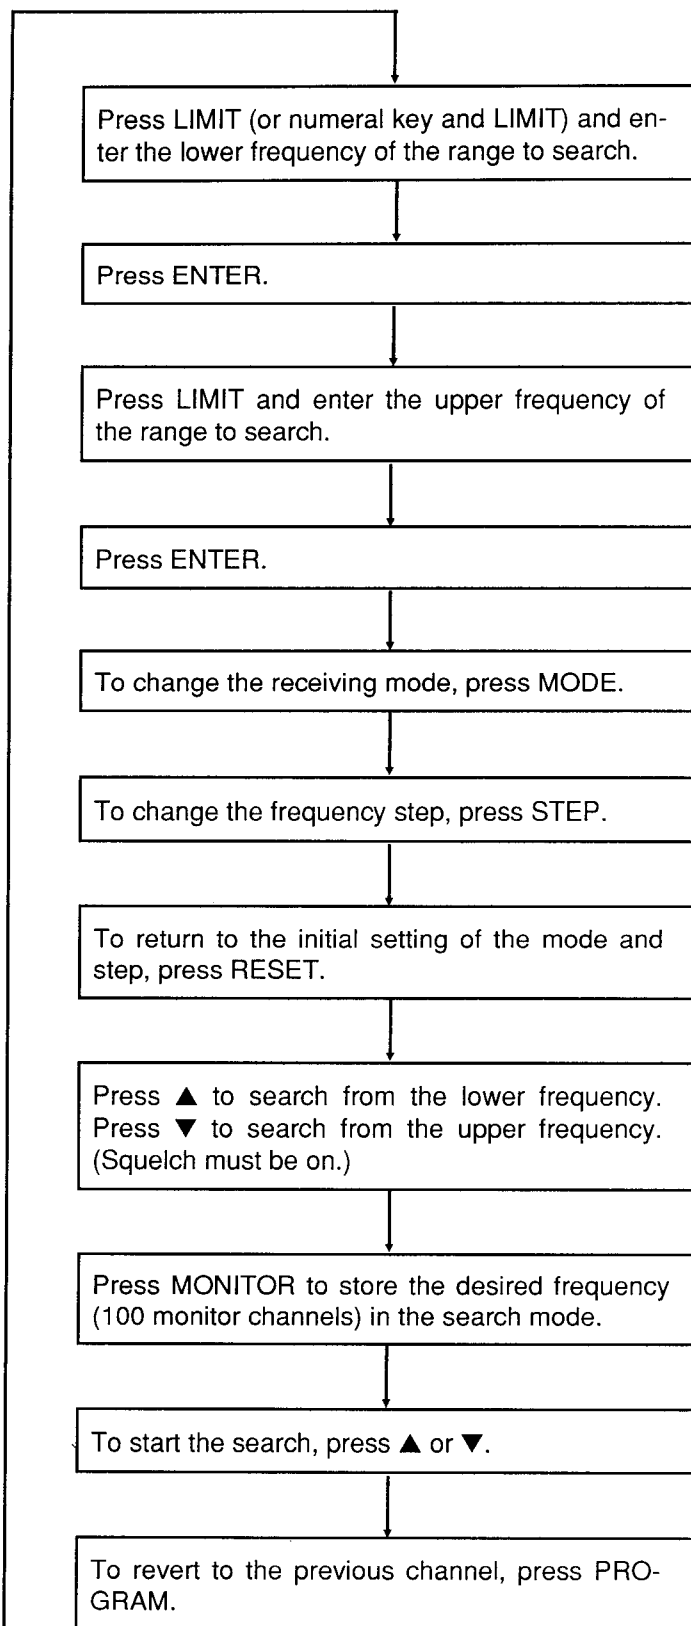 Press LIMIT (or numeral key and LIMIT) and en-
ter the lower frequency of the range to search.
Press ENTER.
Press LIMIT and enter the upper frequency of
the range to search.
Press ENTER.
To change the receiving mode, press MODE.
To change the frequency step, press STEP.
To return to the initial setting of the mode and
step, press RESET.
Press ▲ to search from the lower frequency.
Press ▼ to search from the upper frequency.
(Squelch must be on.)
Press MONITOR to store the desired frequency
(100 monitor channels) in the search mode.
To start the search, press ▲ or ▼.
To revert to the previous channel, press PRO-
GRAM.